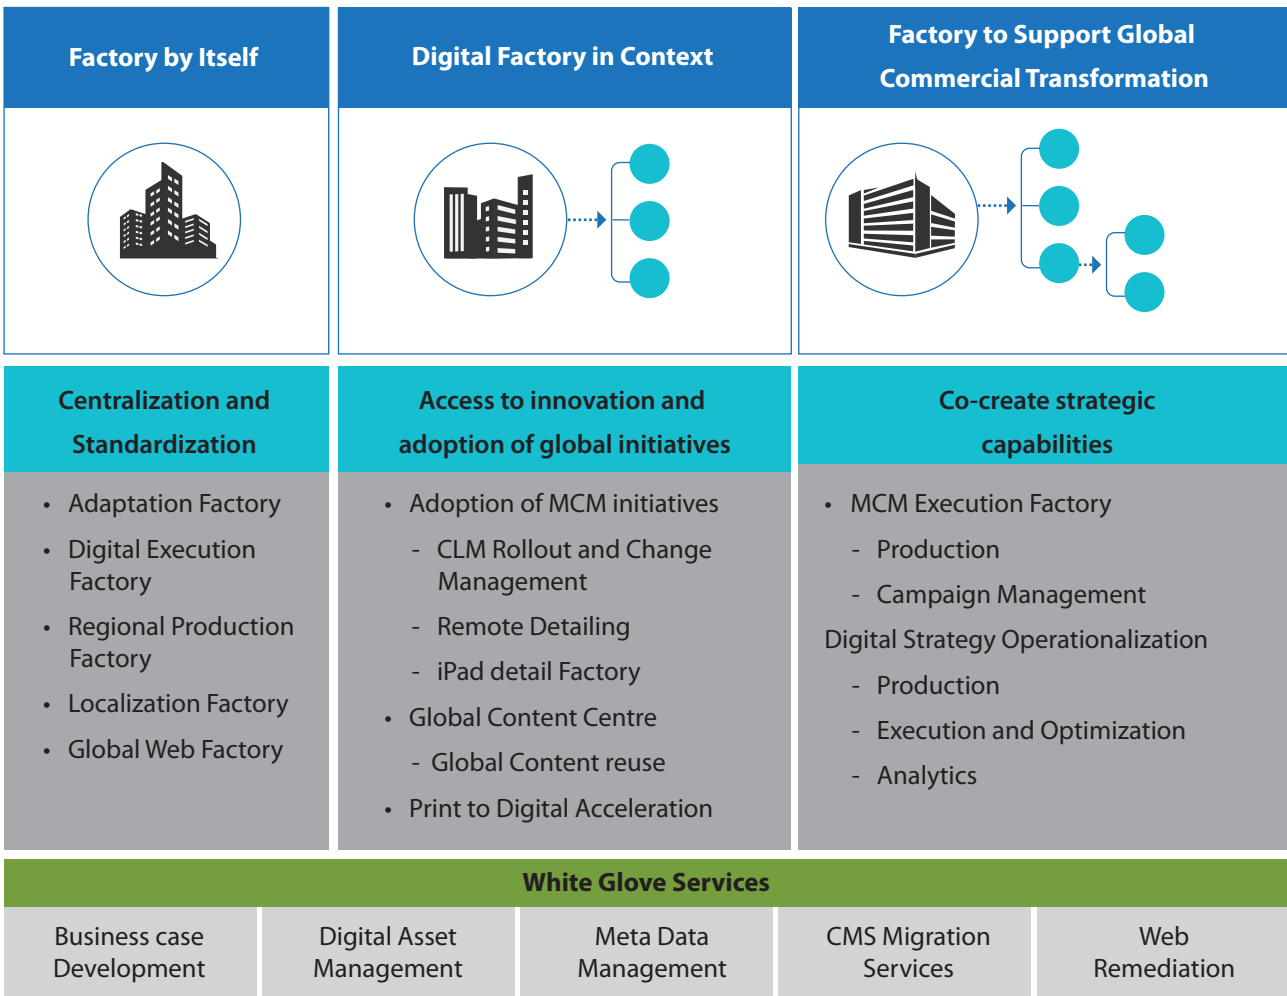 Factory by Itself
Digital Factory in Context
Factory to Support Global
Commercial Transformation
Centralization and
Standardization
• Adaptation Factory
• Digital Execution
Factory
• Regional Production
Factory
• Localization Factory
• Global Web Factory
Access to innovation and
adoption of global initiatives
• Adoption of MCM initiatives
- CLM Rollout and Change
Management
- Remote Detailing
- iPad detail Factory
• Global Content Centre
- Global Content reuse
• Print to Digital Acceleration
Co-create strategic
capabilities
• MCM Execution Factory
- Production
- Campaign Management
Digital Strategy Operationalization
- Production
- Execution and Optimization
- Analytics
White Glove Services
Business case
Development
Digital Asset
Management
Meta Data
Management
CMS Migration
Services
Web
Remediation